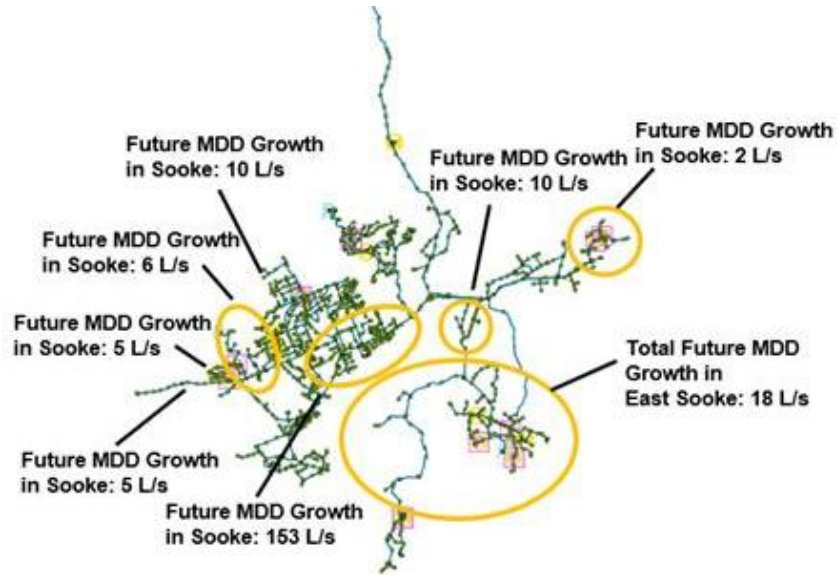 Future MDD Growth
in Sooke: 10 L/s
Future MDD Growth
in Sooke: 10 L/s
Future MDD Growth
in Sooke: 2 L/s
Future MDD Growth
in Sooke: 6 L/s
Future MDD Growth
in Sooke: 5 L/s
Total Future MDD
Growth in
East Sooke: 18 L/s
Future MDD Growth
in Sooke: 5 L/s
Future MDD Growth
in Sooke: 153 L/s